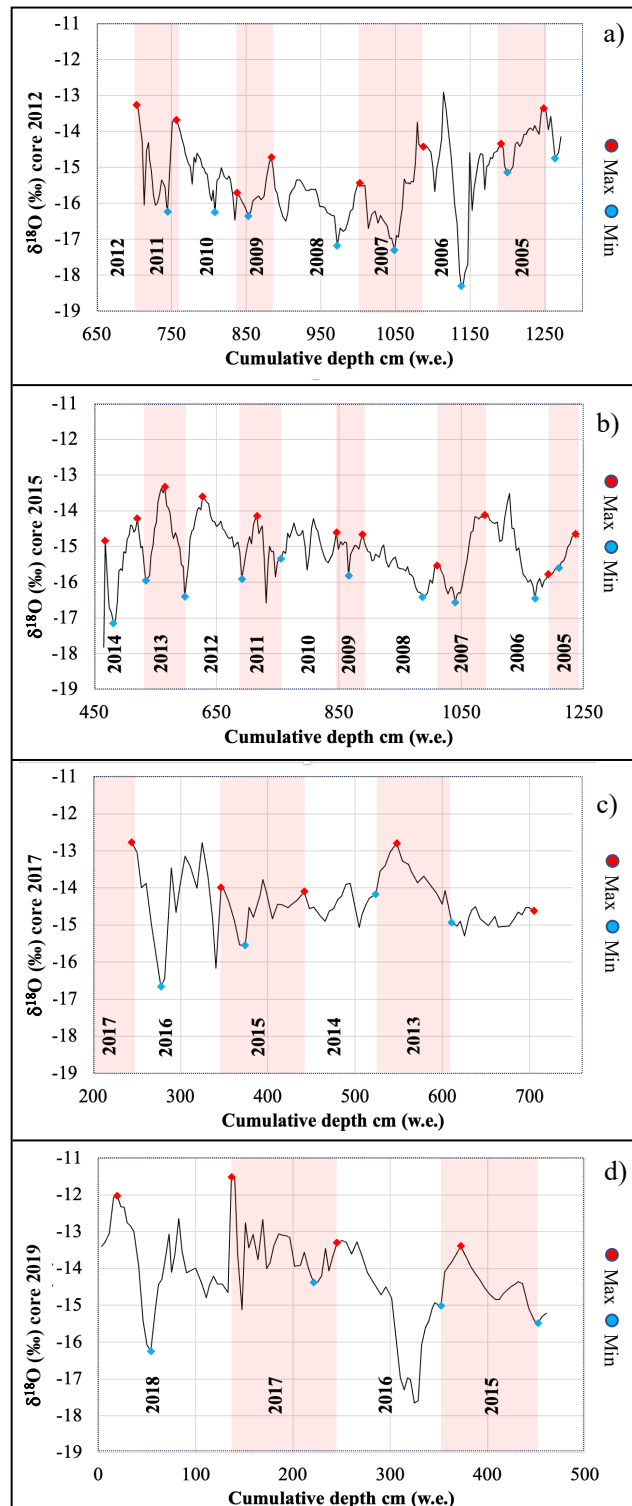 a)
δ¹⁸O (‰) core 2012
-11
-12
-13
-14
-15
-16
-17
-18
-19
2012
2011
2010
2009
2008
2007
2006
2005
650 750 850 950 1050 1150 1250
Cumulative depth cm (w.e.)
Max
Min
b)
δ¹⁸O (‰) core 2015
-11
-12
-13
-14
-15
-16
-17
-18
-19
2014
2013
2012
2011
2010
2009
2008
2007
2006
2005
450 650 850 1050 1250
Cumulative depth cm (w.e.)
Max
Min
c)
δ¹⁸O (‰) core 2017
-11
-12
-13
-14
-15
-16
-17
-18
-19
2017
2016
2015
2014
2013
200 300 400 500 600 700
Cumulative depth cm (w.e.)
Max
Min
d)
δ¹⁸O (‰) core 2019
-11
-12
-13
-14
-15
-16
-17
-18
-19
2018
2017
2016
2015
0 100 200 300 400 500
Cumulative depth cm (w.e.)
Max
Min